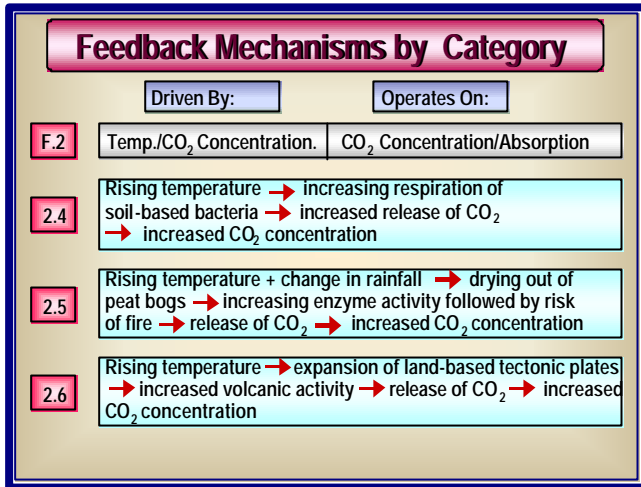 Feedback Mechanisms by Category
Driven By: Operates On:
F.2 Temp./CO₂ Concentration. CO₂ Concentration/Absorption
2.4
Rising temperature → increasing respiration of
soil-based bacteria → increased release of CO₂
→ increased CO₂ concentration
2.5
Rising temperature + change in rainfall → drying out of
peat bogs → increasing enzyme activity followed by risk
of fire → release of CO₂ → increased CO₂ concentration
2.6
Rising temperature → expansion of land-based tectonic plates
→ increased volcanic activity → release of CO₂ → increased
CO₂ concentration